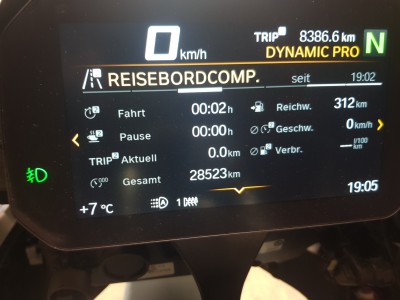 0 km/h TRIP 2 8386.6 km
DYNAMIC PRO N
REISEBORDCOMP. seit 19:02
Fahrt 00:02 h Reichw. 312 km
Pause 00:00 h Ø Geschw. 0 km/h
TRIP 2 Aktuell 0.0 km Ø Verbr. — l/100 km
Gesamt 28523 km
19:05
+7 °C 1